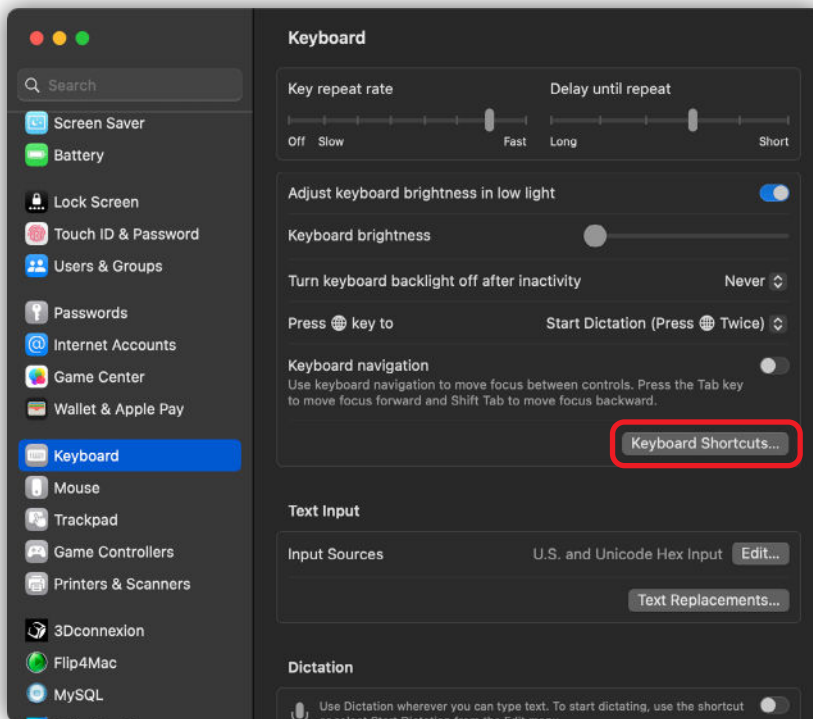 Search
Screen Saver
Battery
Lock Screen
Touch ID & Password
Users & Groups
Passwords
Internet Accounts
Game Center
Wallet & Apple Pay
Keyboard
Mouse
Trackpad
Game Controllers
Printers & Scanners
3Dconnexion
Flip4Mac
MySQL
Keyboard
Key repeat rate
Delay until repeat
Off Slow Fast
Long Short
Adjust keyboard brightness in low light
Keyboard brightness
Turn keyboard backlight off after inactivity Never
Press 🌐 key to Start Dictation (Press 🌐 Twice)
Keyboard navigation
Use keyboard navigation to move focus between controls. Press the Tab key
to move focus forward and Shift Tab to move focus backward.
Keyboard Shortcuts...
Text Input
Input Sources U.S. and Unicode Hex Input Edit...
Text Replacements...
Dictation
Use Dictation wherever you can type text. To start dictating, use the shortcut